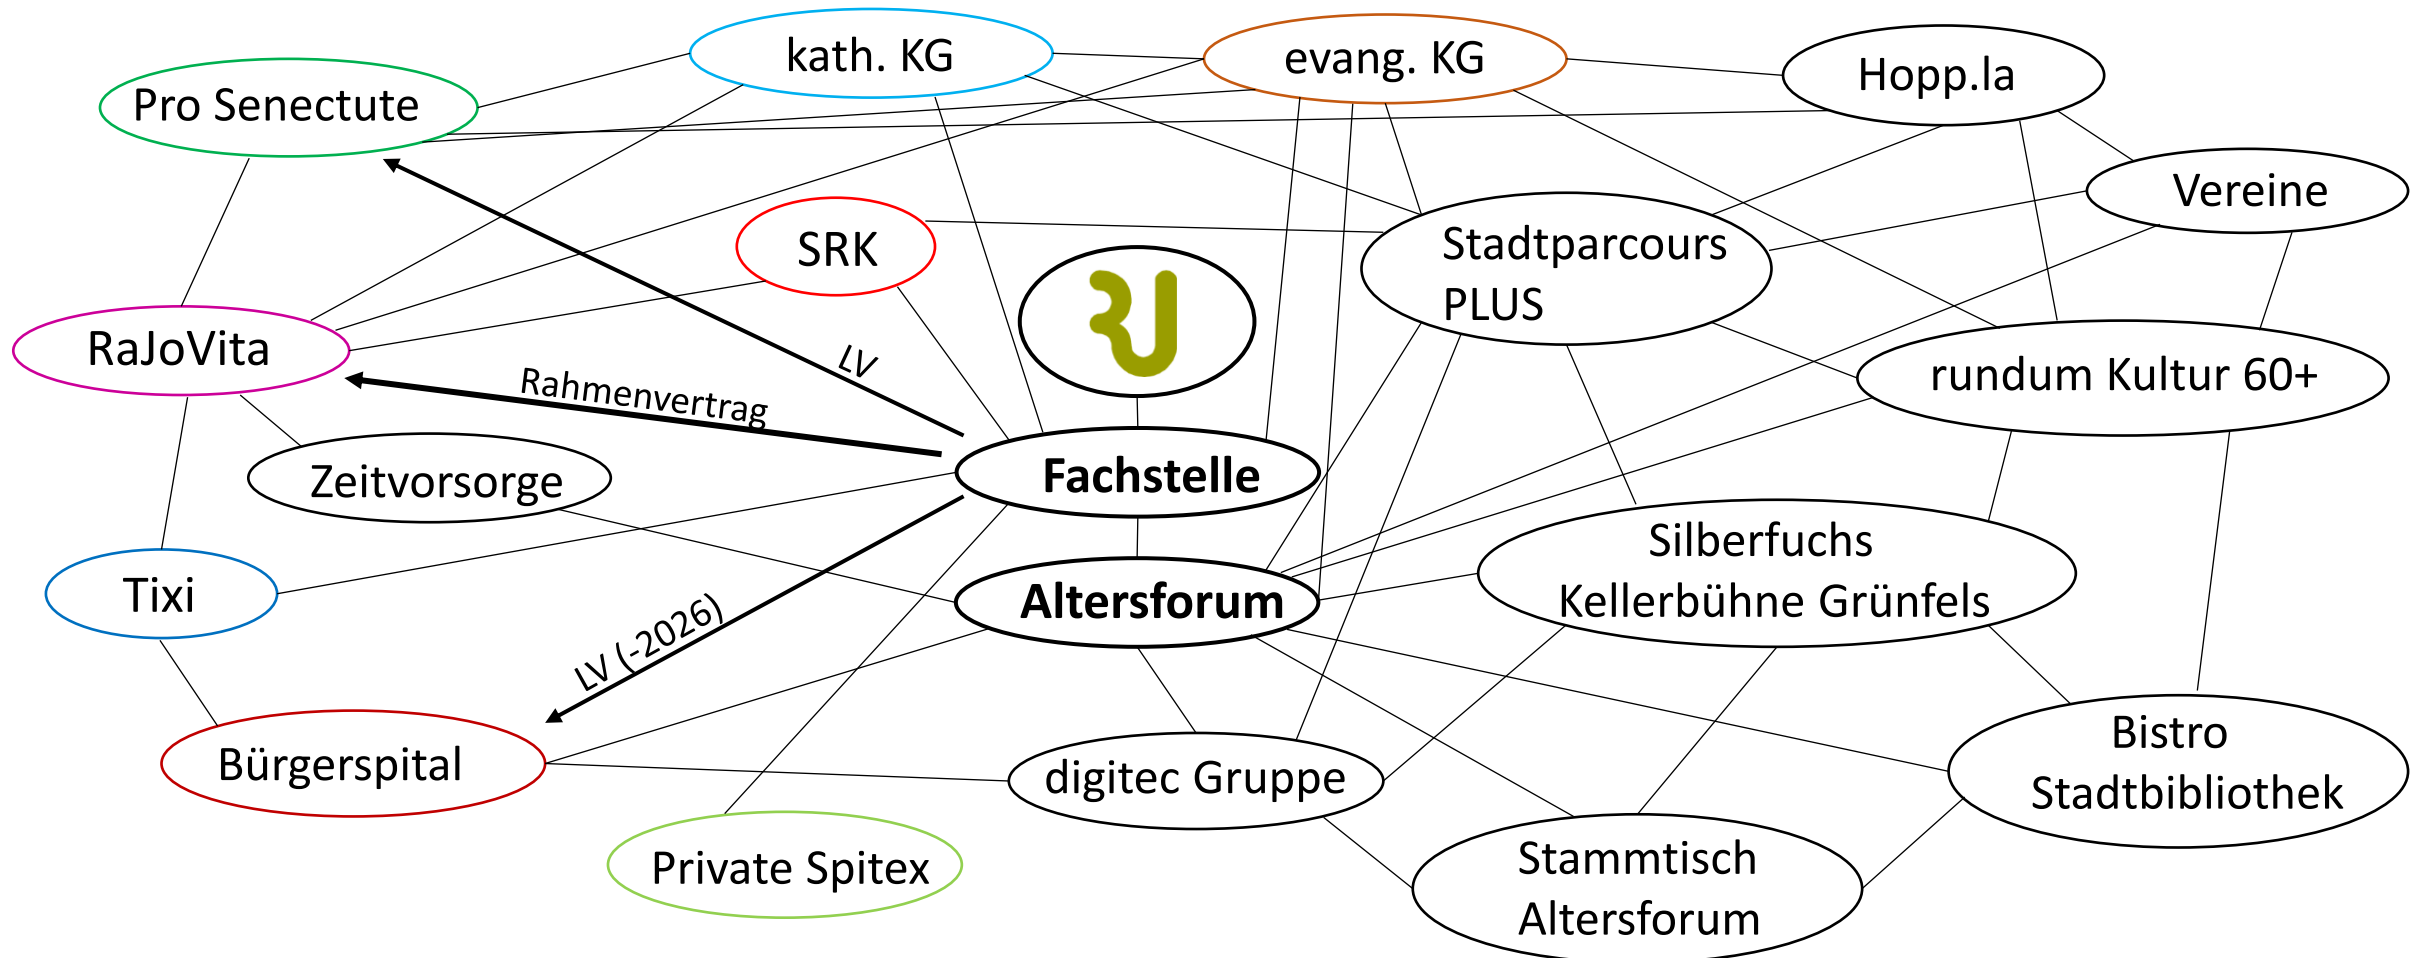 kath. KG
evang. KG
Hopp.la
Pro Senectute
Vereine
SRK
Stadtparcours
PLUS
RJ
RaJoVita
LV
Rahmenvertrag
rundum Kultur 60+
Fachstelle
Zeitvorsorge
Silberfuchs
Kellerbühne Grünfels
Tixi
Altersforum
LV (-2026)
Bistro
Stadtbibliothek
Bürgerspital
digitec Gruppe
Private Spitex
Stammtisch
Altersforum